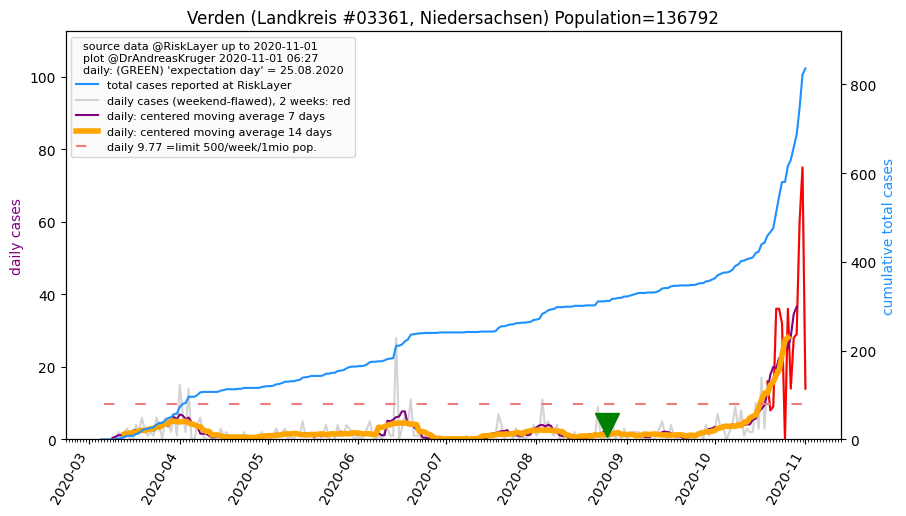 Verden (Landkreis #03361, Niedersachsen) Population=136792
source data @RiskLayer up to 2020-11-01
plot @DrAndreasKruger 2020-11-01 06:27
daily: (GREEN) 'expectation day' = 25.08.2020
total cases reported at RiskLayer
daily cases (weekend-flawed), 2 weeks: red
daily: centered moving average 7 days
daily: centered moving average 14 days
daily 9.77 =limit 500/week/1mio pop.
daily cases
100
80
60
40
20
0
cumulative total cases
800
600
400
200
0
2020-03
2020-04
2020-05
2020-06
2020-07
2020-08
2020-09
2020-10
2020-11